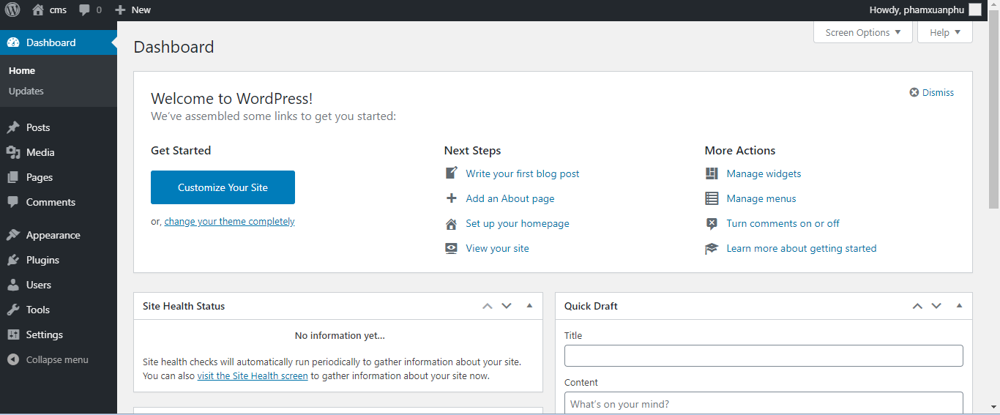 cms 0 New Howdy, phamxuanphu
Dashboard
Home
Updates
Posts
Media
Pages
Comments
Appearance
Plugins
Users
Tools
Settings
Collapse menu
Screen Options Help
Dashboard
Welcome to WordPress!
We've assembled some links to get you started:
Dismiss
Get Started
Customize Your Site
or, change your theme completely
Next Steps
Write your first blog post
Add an About page
Set up your homepage
View your site
More Actions
Manage widgets
Manage menus
Turn comments on or off
Learn more about getting started
Site Health Status
No information yet...
Site health checks will automatically run periodically to gather information about your site.
You can also visit the Site Health screen to gather information about your site now.
Quick Draft
Title
Content
What's on your mind?